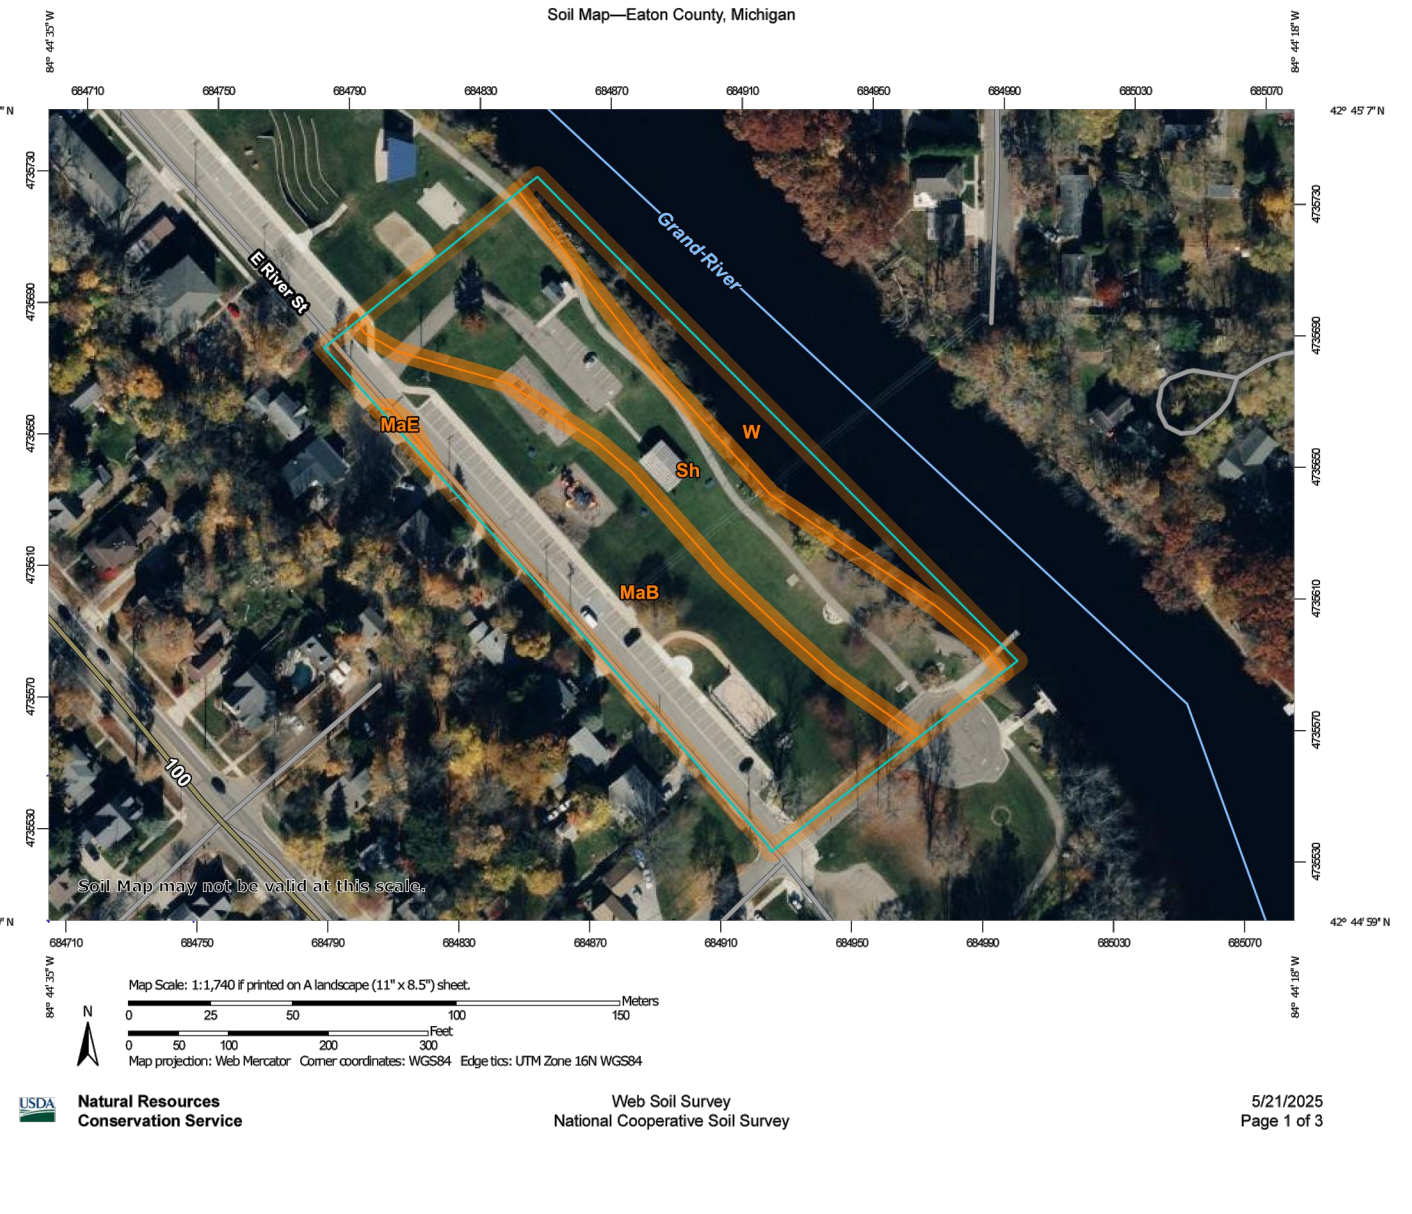 Soil Map—Eaton County, Michigan
84° 44' 35'' W
84° 44' 18'' W
684710 684750 684790 684830 684870 684910 684950 684990 685030 685070
'' N
42° 45' 7'' N
4735730
4735730
Grand River
E River St
4735690
4735690
MaE
W
4735650
Sh
4735650
4735610
MaB
4735610
4735570
4735570
100
4735530
4735530
Soil Map may not be valid at this scale.
'' N
42° 44' 59'' N
684710 684750 684790 684830 684870 684910 684950 684990 685030 685070
84° 44' 35'' W
84° 44' 18'' W
Map Scale: 1:1,740 if printed on A landscape (11" x 8.5") sheet.
Meters
0 25 50 100 150
N
Feet
0 50 100 200 300
Map projection: Web Mercator Corner coordinates: WGS84 Edge tics: UTM Zone 16N WGS84
USDA
Natural Resources
Conservation Service
Web Soil Survey
National Cooperative Soil Survey
5/21/2025
Page 1 of 3